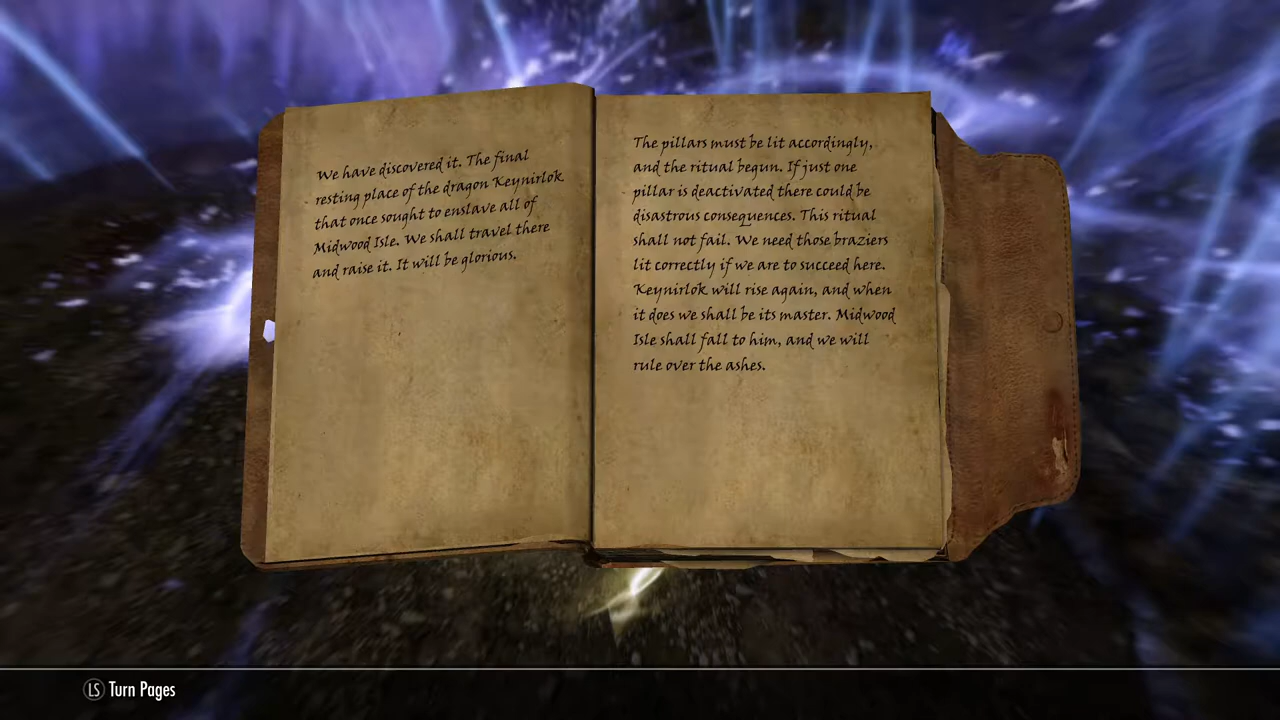 We have discovered it. The final
resting place of the dragon Keynirlok
that once sought to enslave all of
Midwood Isle. We shall travel there
and raise it. It will be glorious.
The pillars must be lit accordingly,
and the ritual begun. If just one
pillar is deactivated there could be
disastrous consequences. This ritual
shall not fail. We need those braziers
lit correctly if we are to succeed here.
Keynirlok will rise again, and when
it does we shall be its master. Midwood
Isle shall fall to him, and we will
rule over the ashes.
LS Turn Pages